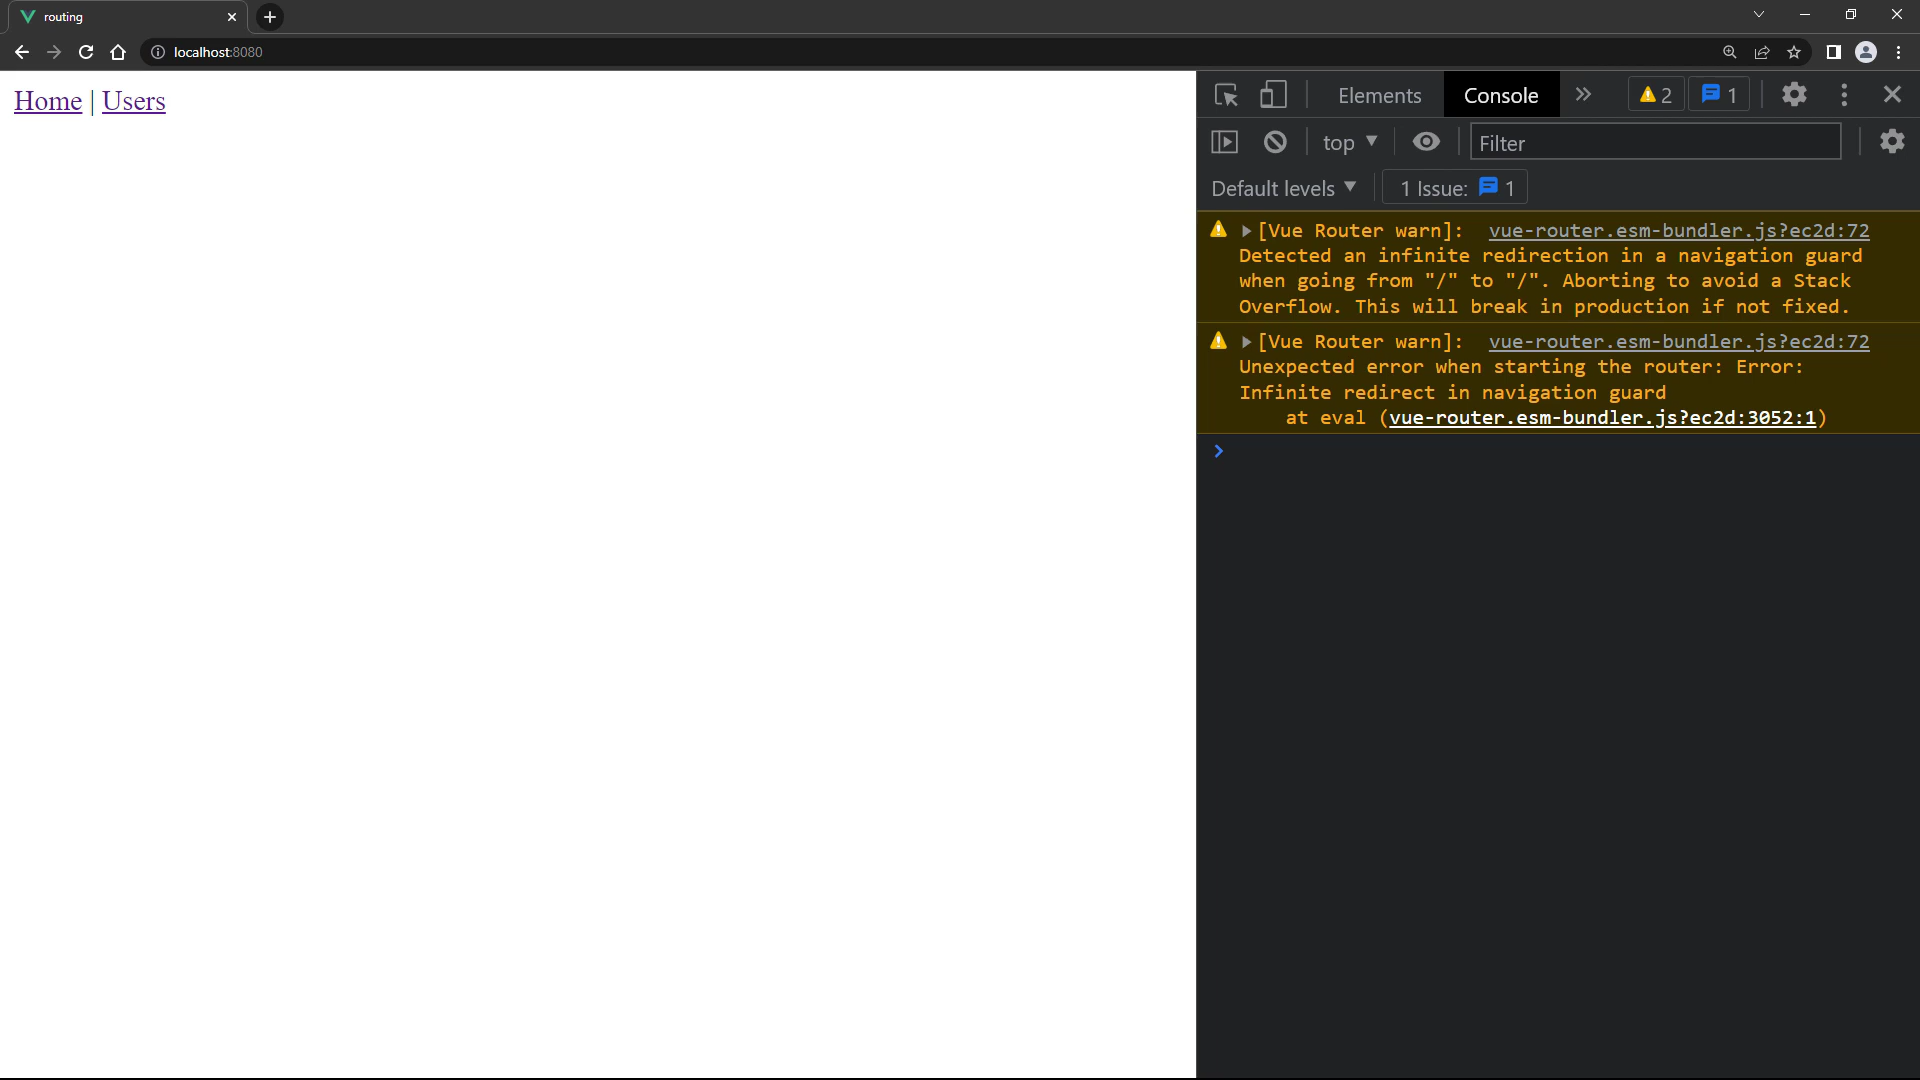 routing
localhost:8080
Home | Users
Elements
Console
2
1
top
Filter
Default levels
1 Issue: 1
[Vue Router warn]: vue-router.esm-bundler.js?ec2d:72
Detected an infinite redirection in a navigation guard
when going from "/" to "/". Aborting to avoid a Stack
Overflow. This will break in production if not fixed.
[Vue Router warn]: vue-router.esm-bundler.js?ec2d:72
Unexpected error when starting the router: Error:
Infinite redirect in navigation guard
at eval (vue-router.esm-bundler.js?ec2d:3052:1)